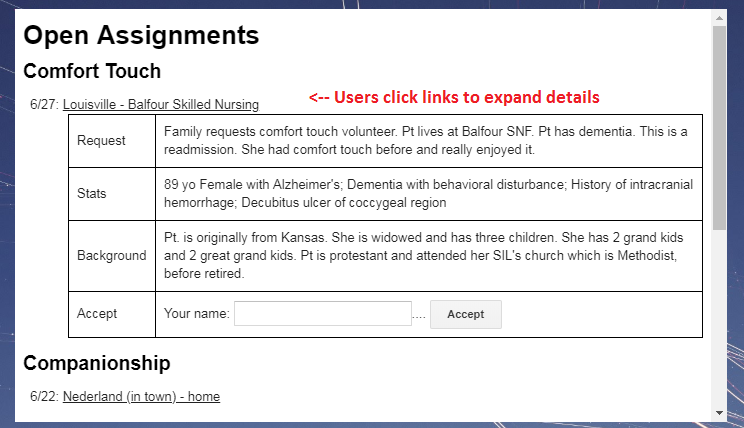 Open Assignments
Comfort Touch
6/27: Louisville - Balfour Skilled Nursing
<-- Users click links to expand details
Request
Family requests comfort touch volunteer. Pt lives at Balfour SNF. Pt has dementia. This is a
readmission. She had comfort touch before and really enjoyed it.
Stats
89 yo Female with Alzheimer's; Dementia with behavioral disturbance; History of intracranial
hemorrhage; Decubitus ulcer of coccygeal region
Background
Pt. is originally from Kansas. She is widowed and has three children. She has 2 grand kids
and 2 great grand kids. Pt is protestant and attended her SIL's church which is Methodist,
before retired.
Accept
Your name: .... Accept
Companionship
6/22: Nederland (in town) - home